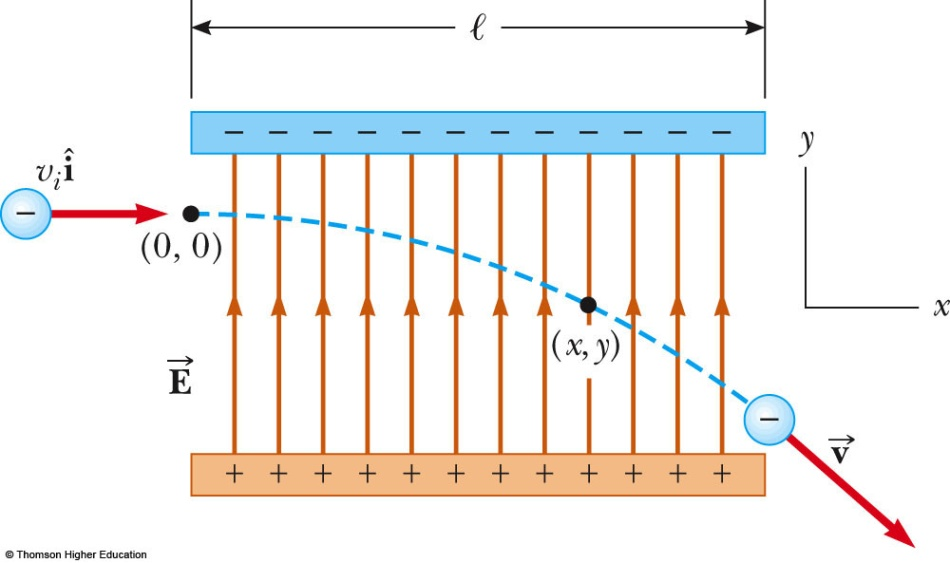 ℓ
− − − − − − − − − − − −
y
vᵢî
−
(0, 0)
x
(x, y)
E⃗
−
v⃗
+ + + + + + + + + + + +
© Thomson Higher Education